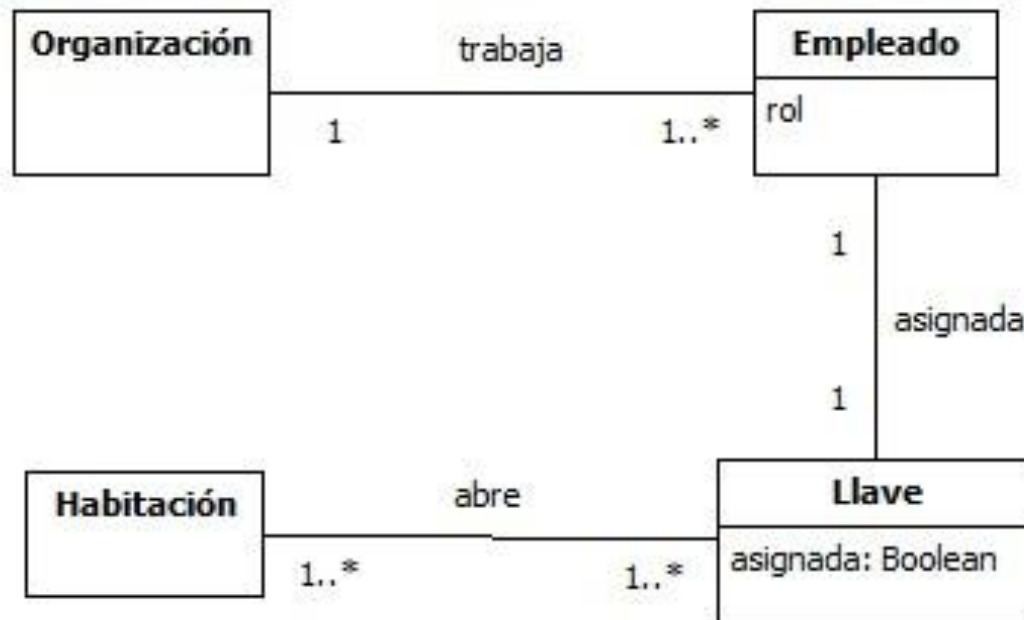 Organización
trabaja
Empleado
1
1..*
rol
1
asignada
1
Habitación
abre
Llave
1..*
1..*
asignada: Boolean